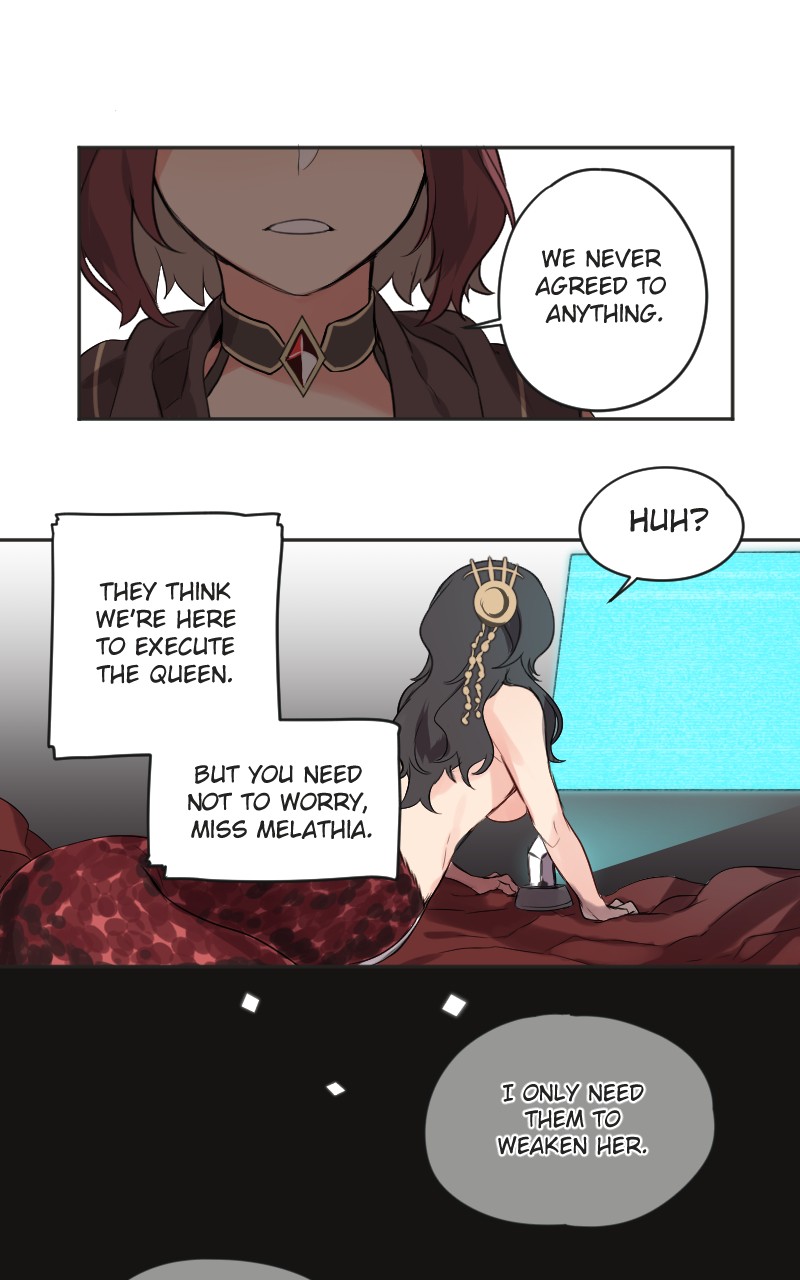 WE NEVER
AGREED TO
ANYTHING.
HUH?
THEY THINK
WE'RE HERE
TO EXECUTE
THE QUEEN.
BUT YOU NEED
NOT TO WORRY,
MISS MELATHIA.
I ONLY NEED
THEM TO
WEAKEN HER.